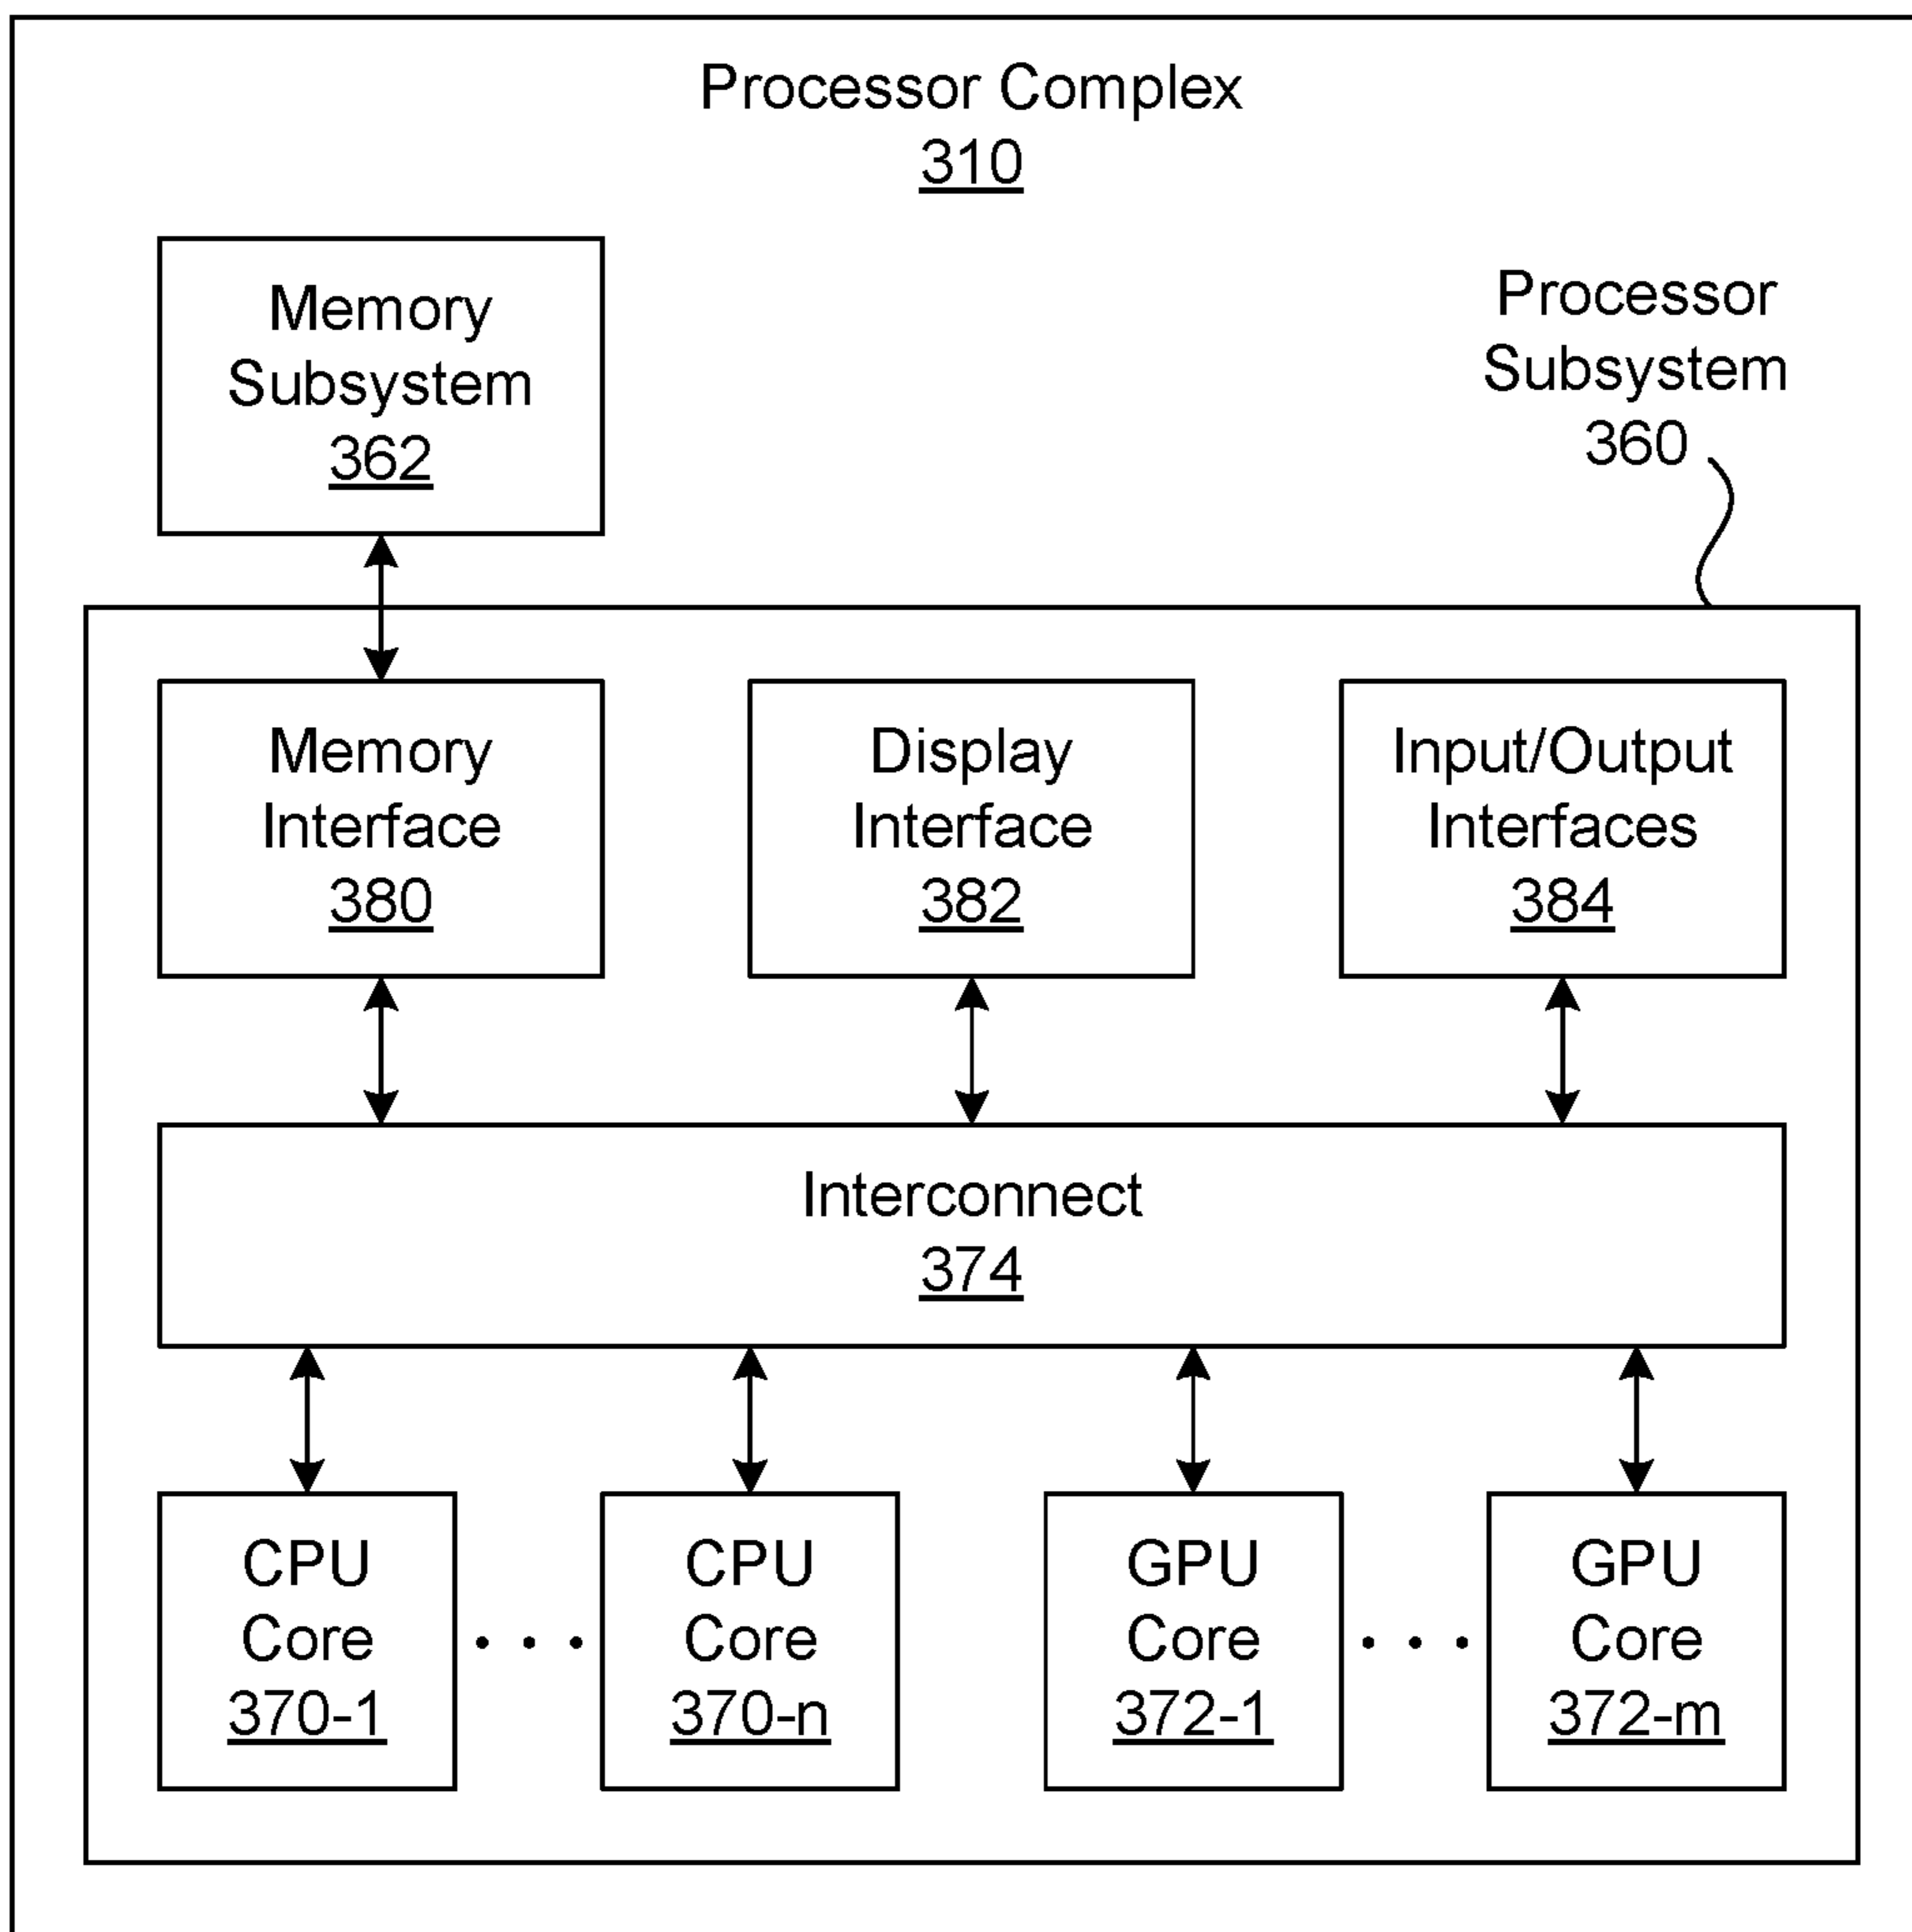 Processor Complex
310
Memory
Subsystem
362
Processor
Subsystem
360
Memory
Interface
380
Display
Interface
382
Input/Output
Interfaces
384
Interconnect
374
CPU
Core
370-1
CPU
Core
370-n
GPU
Core
372-1
GPU
Core
372-m